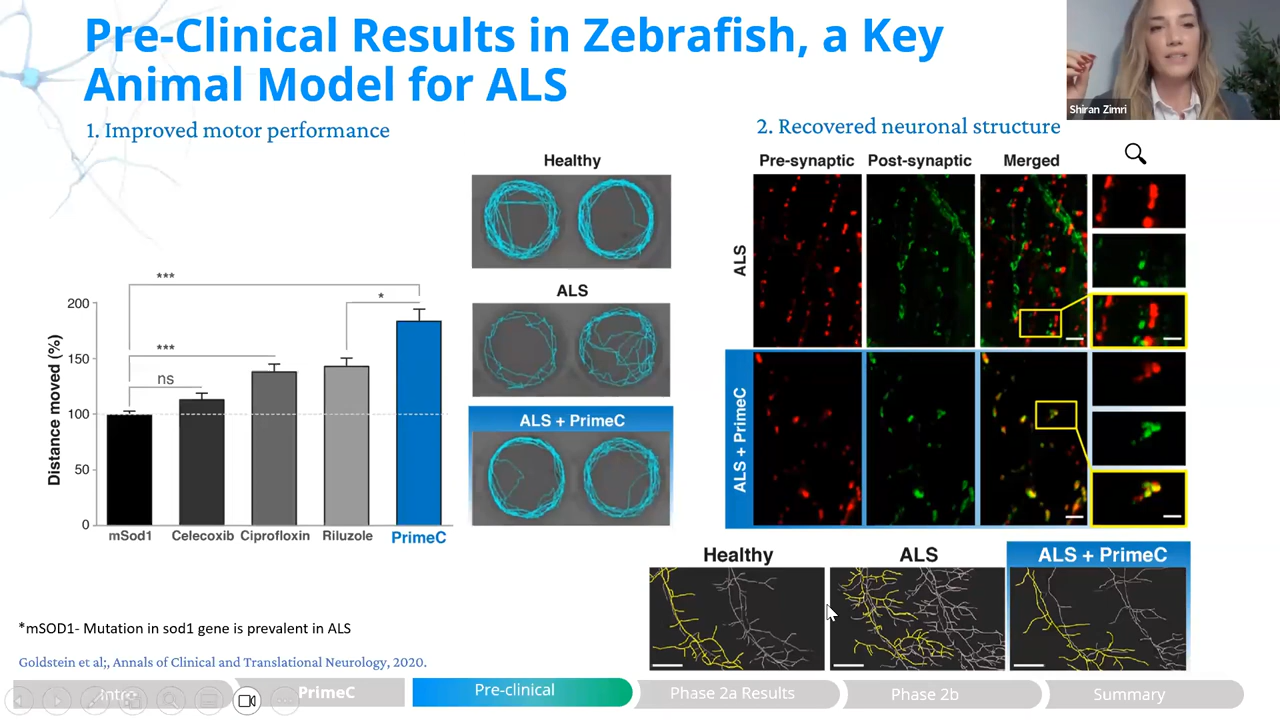 Pre-Clinical Results in Zebrafish, a Key
Animal Model for ALS
Shiran Zimri
1. Improved motor performance
2. Recovered neuronal structure
Healthy
ALS
ALS + PrimeC
Pre-synaptic Post-synaptic Merged
ALS
ALS + PrimeC
Distance moved (%)
200
150
100
50
0
***
*
***
ns
mSod1 Celecoxib Ciprofloxin Riluzole PrimeC
Healthy ALS ALS + PrimeC
*mSOD1- Mutation in sod1 gene is prevalent in ALS
Goldstein et al;, Annals of Clinical and Translational Neurology, 2020.
Intro PrimeC Pre-clinical Phase 2a Results Phase 2b Summary